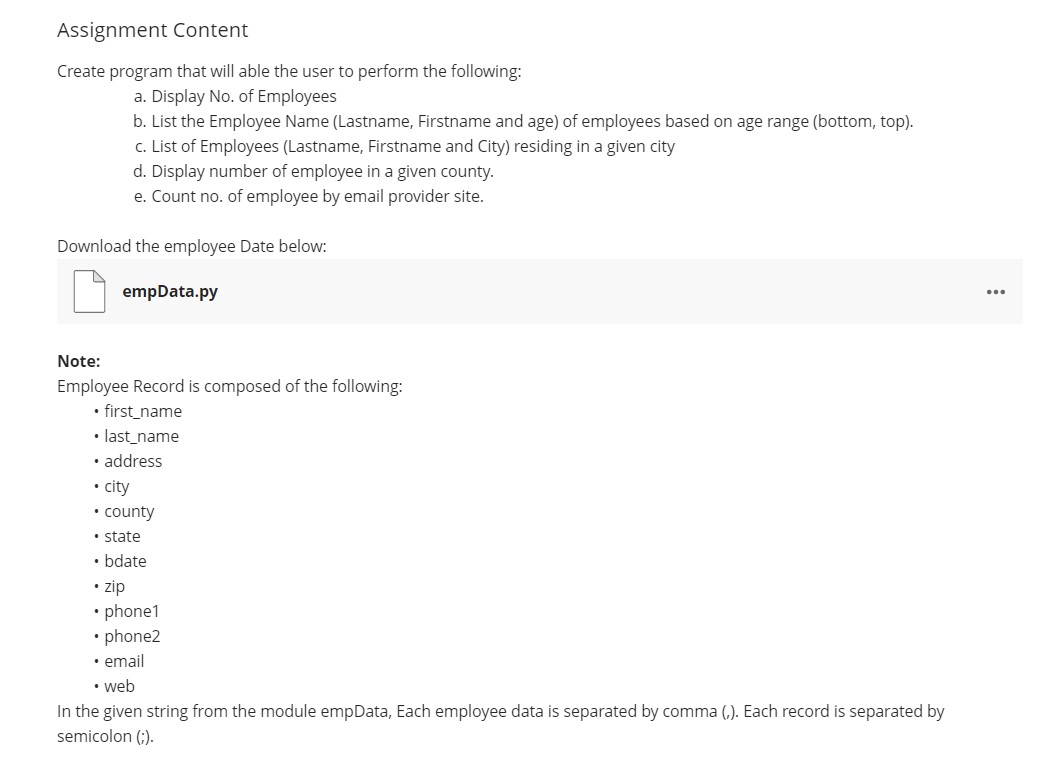 Assignment Content
Create program that will able the user to perform the following:
a. Display No. of Employees
b. List the Employee Name (Lastname, Firstname and age) of employees based on age range (bottom, top).
c. List of Employees (Lastname, Firstname and City) residing in a given city
d. Display number of employee in a given county.
e. Count no. of employee by email provider site.
Download the employee Date below:
empData.py
Note:
Employee Record is composed of the following:
• first_name
• last_name
• address
• city
• county
• state
• bdate
• zip
• phone1
• phone2
• email
• web
In the given string from the module empData, Each employee data is separated by comma (,). Each record is separated by
semicolon (;).